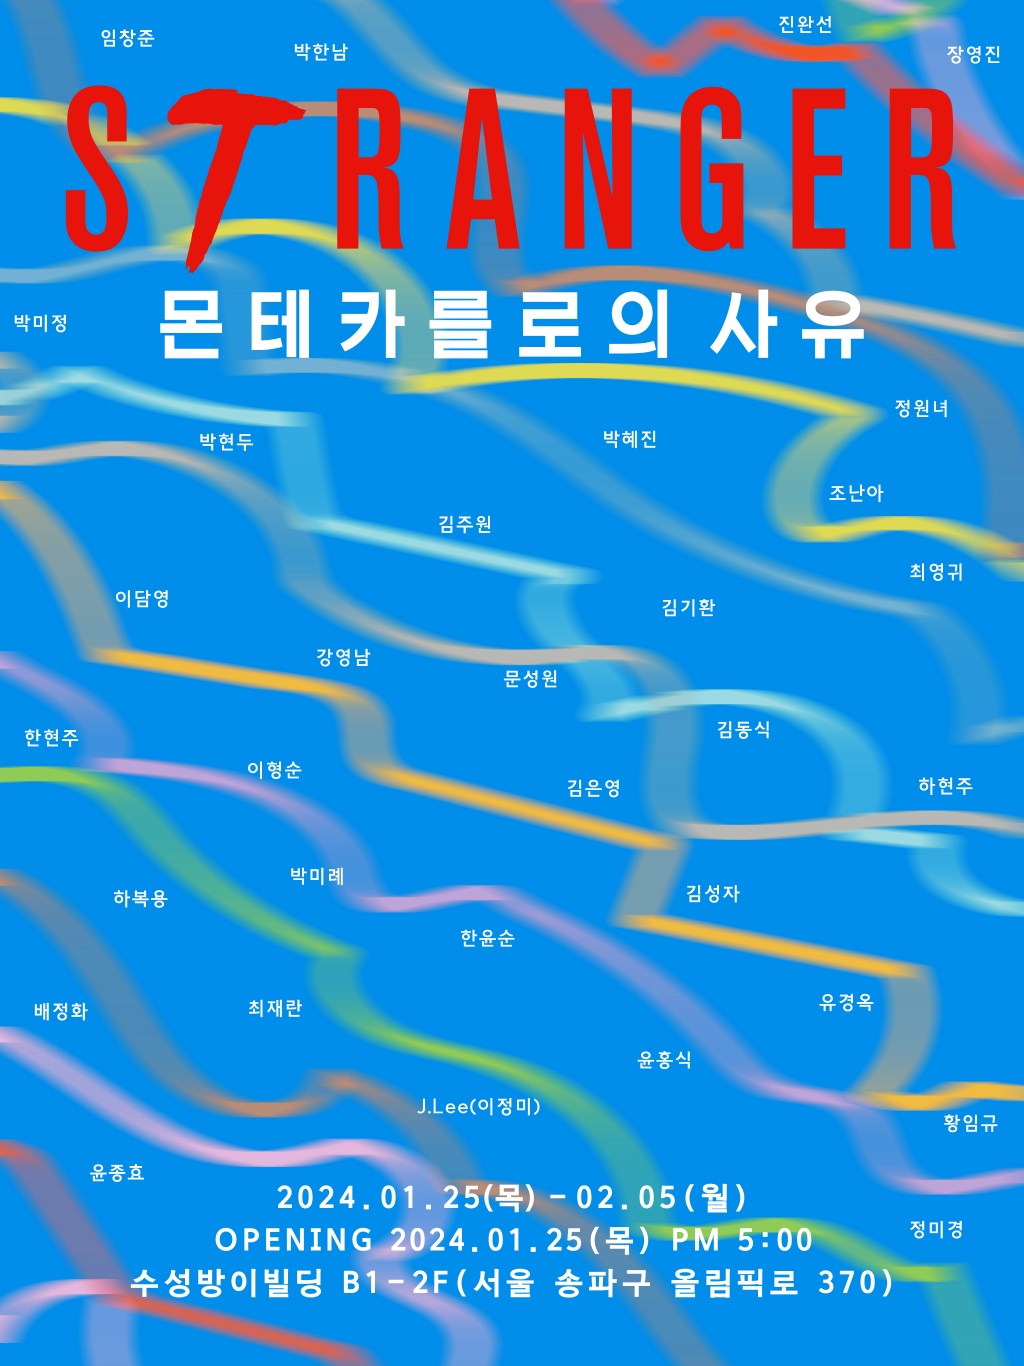 임창준
박한남
진완선
장영진
STRANGER
몬테카를로의 사유
박미정
정원녀
박현두
박혜진
조난아
김주원
최영귀
이담영
김기환
강영남
문성원
김동식
한현주
이형순
김은영
하현주
박미례
김성자
하복용
한윤순
배정화
최재란
유경옥
윤홍식
J.Lee(이정미)
황임규
윤종효
2024.01.25(목)-02.05(월)
정미경
OPENING 2024.01.25(목) PM 5:00
수성방이빌딩 B1-2F(서울 송파구 올림픽로 370)